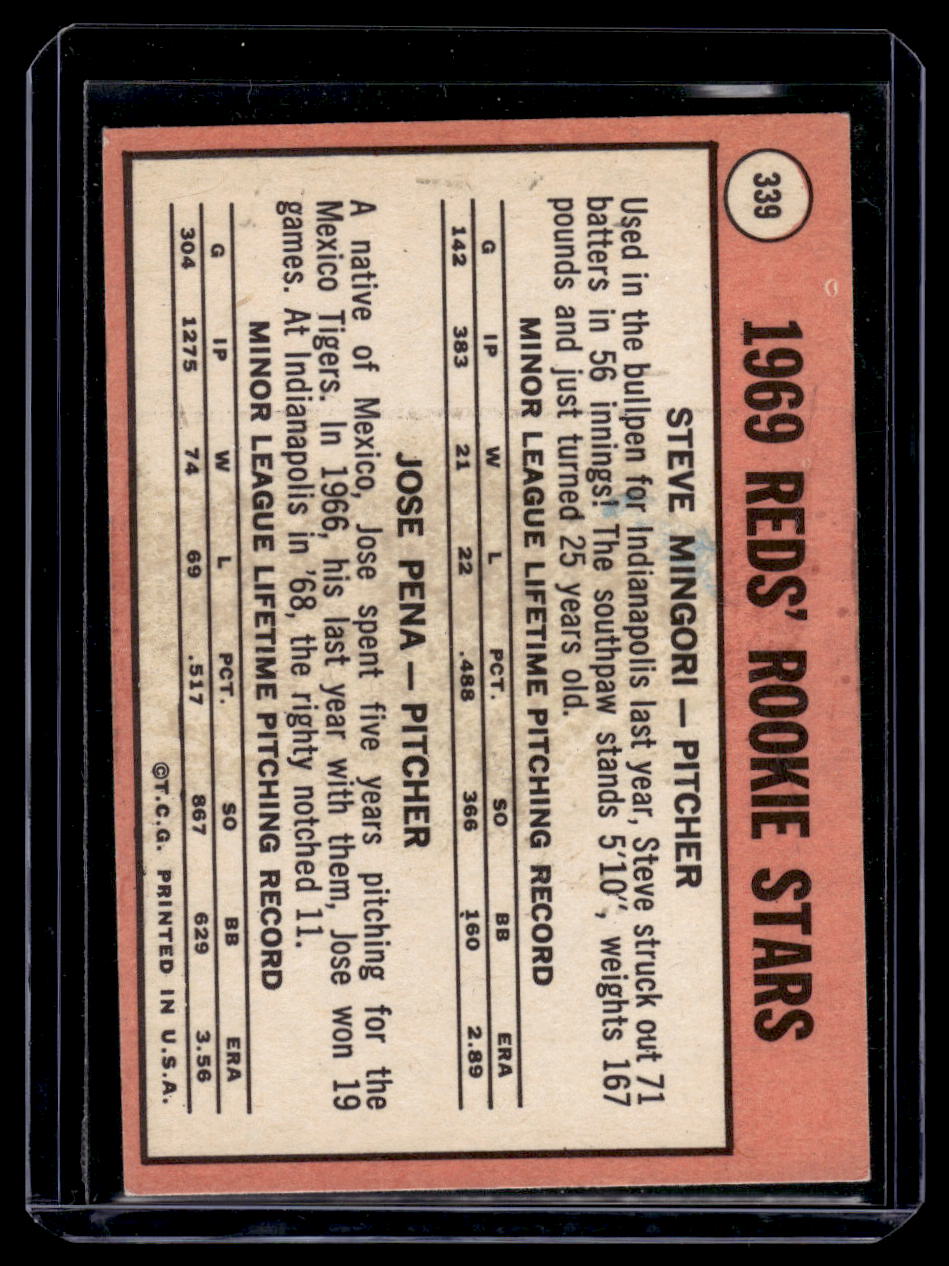 339
1969 REDS' ROOKIE STARS
STEVE MINGORI — PITCHER
Used in the bullpen for Indianapolis last year, Steve struck out 71
batters in 56 innings! The southpaw stands 5'10", weights 167
pounds and just turned 25 years old.
MINOR LEAGUE LIFETIME PITCHING RECORD
G IP W L PCT. SO BB ERA
142 383 21 22 .488 366 160 2.89
JOSE PENA — PITCHER
A native of Mexico, Jose spent five years pitching for the
Mexico Tigers. In 1966, his last year with them, Jose won 19
games. At Indianapolis in '68, the righty notched 11.
MINOR LEAGUE LIFETIME PITCHING RECORD
G IP W L PCT. SO BB ERA
304 1275 74 69 .517 867 629 3.56
©T.C.G. PRINTED IN U.S.A.